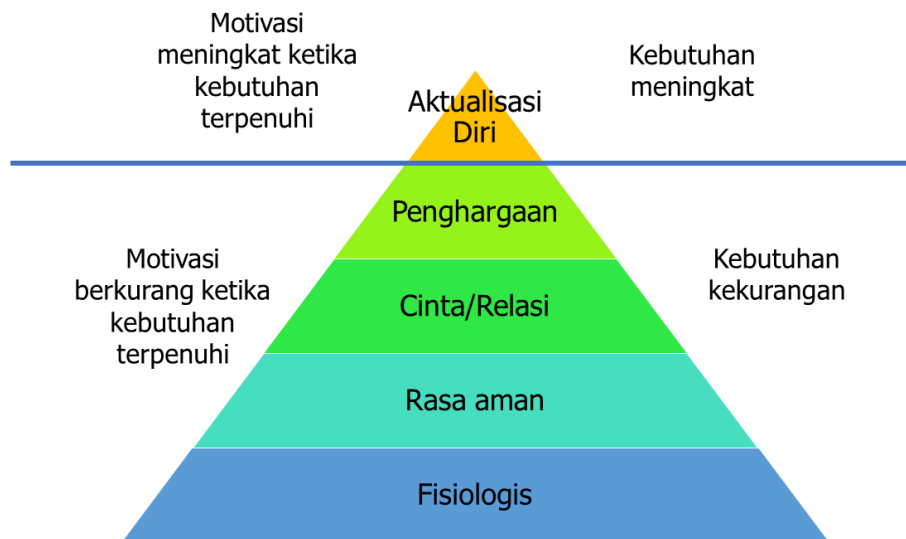 Motivasi
meningkat ketika
kebutuhan
terpenuhi
Kebutuhan
meningkat
Aktualisasi
Diri
Penghargaan
Motivasi
berkurang ketika
kebutuhan
terpenuhi
Kebutuhan
kekurangan
Cinta/Relasi
Rasa aman
Fisiologis